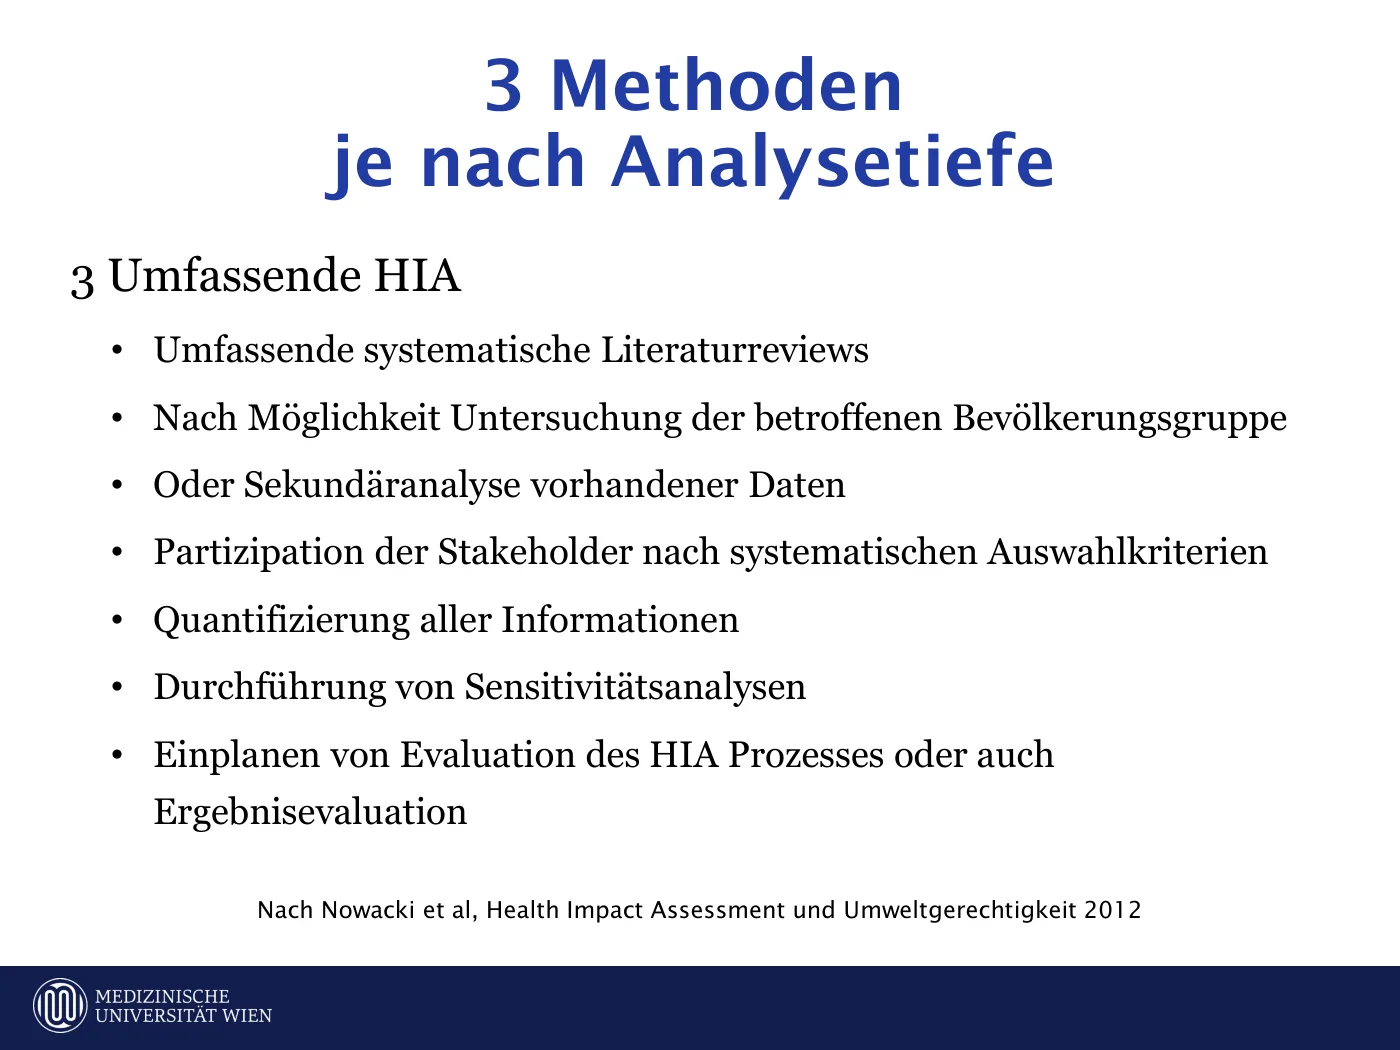 3 Methoden
je nach Analysetiefe
3 Umfassende HIA
• Umfassende systematische Literaturreviews
• Nach Möglichkeit Untersuchung der betroffenen Bevölkerungsgruppe
• Oder Sekundäranalyse vorhandener Daten
• Partizipation der Stakeholder nach systematischen Auswahlkriterien
• Quantifizierung aller Informationen
• Durchführung von Sensitivitätsanalysen
• Einplanen von Evaluation des HIA Prozesses oder auch
Ergebnisevaluation
Nach Nowacki et al, Health Impact Assessment und Umweltgerechtigkeit 2012
MEDIZINISCHE
UNIVERSITÄT WIEN